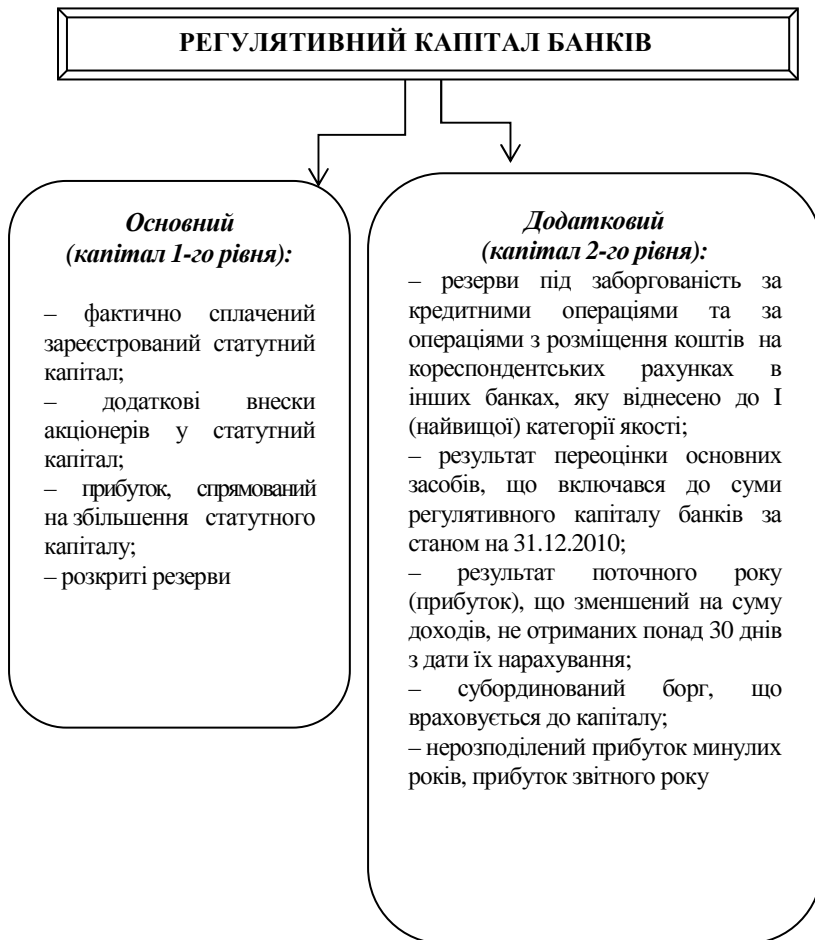 РЕГУЛЯТИВНИЙ КАПІТАЛ БАНКІВ
Основний
(капітал 1-го рівня):
– фактично сплачений
зареєстрований статутний
капітал;
– додаткові внески
акціонерів у статутний
капітал;
– прибуток, спрямований
на збільшення статутного
капіталу;
– розкриті резерви
Додатковий
(капітал 2-го рівня):
– резерви під заборгованість за
кредитними операціями та за
операціями з розміщення коштів на
кореспондентських рахунках в
інших банках, яку віднесено до І
(найвищої) категорії якості;
– результат переоцінки основних
засобів, що включався до суми
регулятивного капіталу банків за
станом на 31.12.2010;
– результат поточного року
(прибуток), що зменшений на суму
доходів, не отриманих понад 30 днів
з дати їх нарахування;
– субординований борг, що
враховується до капіталу;
– нерозподілений прибуток минулих
років, прибуток звітного року